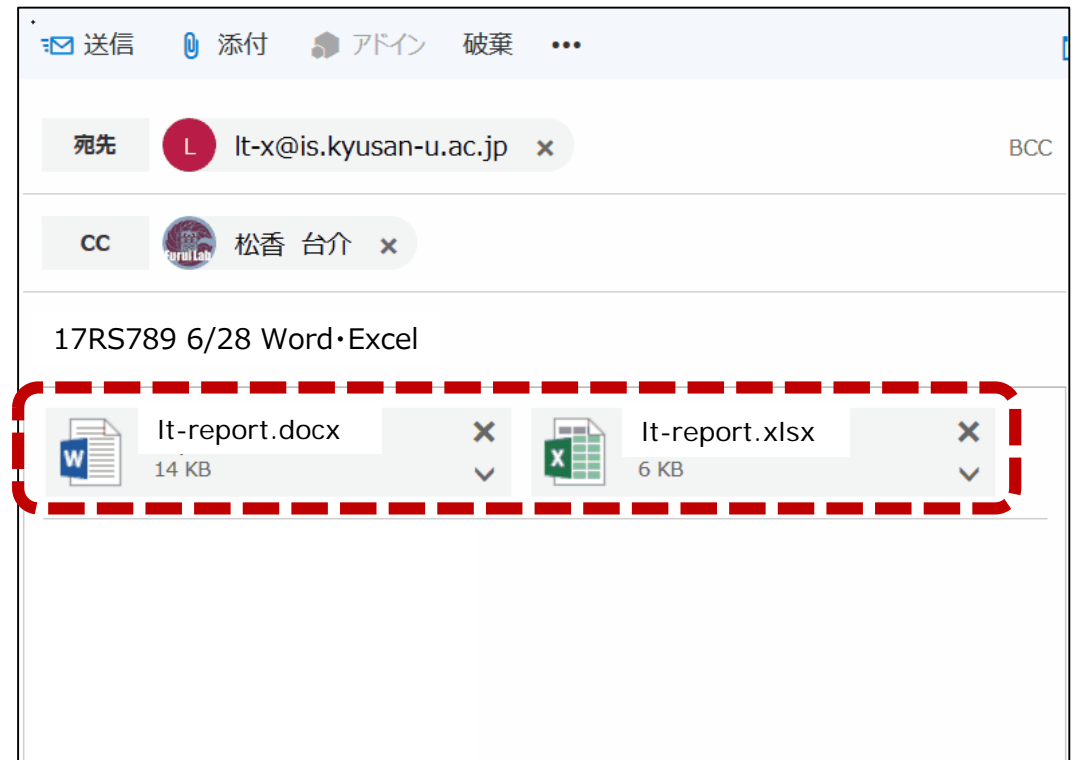 送信 添付 アドイン 破棄 •••
宛先 L lt-x@is.kyusan-u.ac.jp × BCC
CC Furui Lab 松香 台介 ×
17RS789 6/28 Word・Excel
W lt-report.docx × X lt-report.xlsx ×
14 KB 6 KB